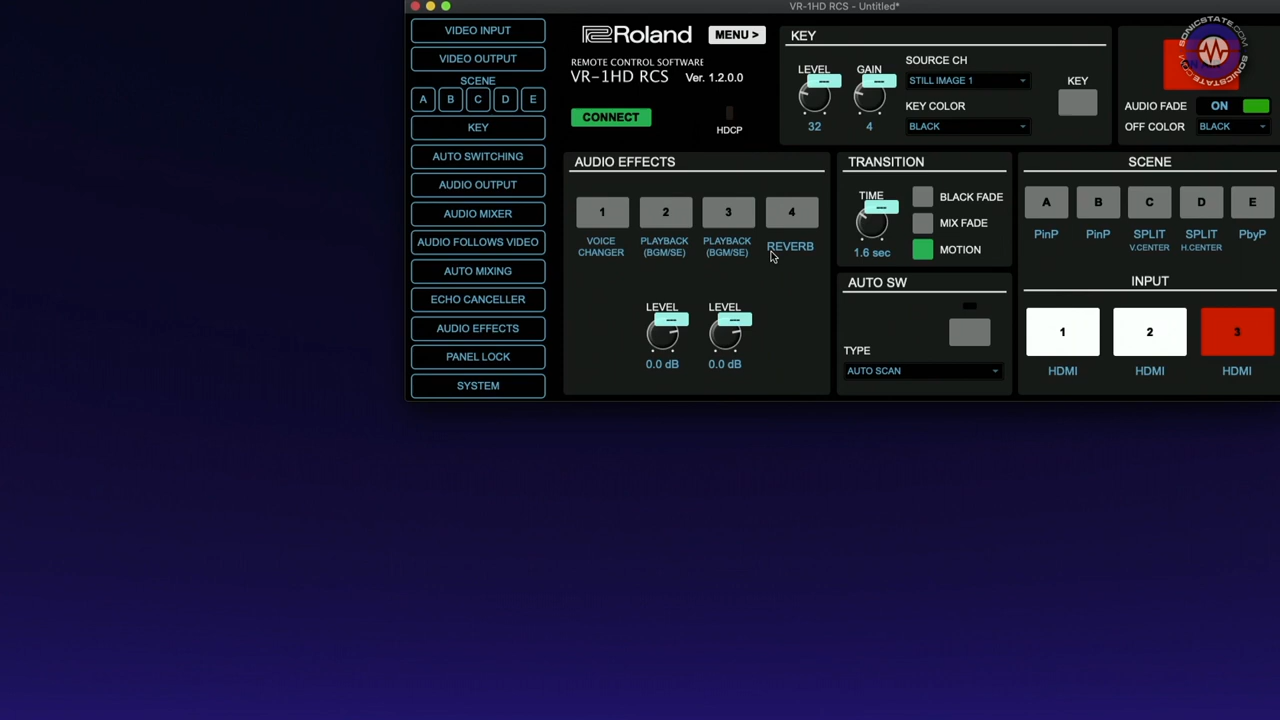 VR-1HD RCS - Untitled*
VIDEO INPUT
VIDEO OUTPUT
SCENE
A B C D E
KEY
AUTO SWITCHING
AUDIO OUTPUT
AUDIO MIXER
AUDIO FOLLOWS VIDEO
AUTO MIXING
ECHO CANCELLER
AUDIO EFFECTS
PANEL LOCK
SYSTEM
Roland
MENU >
REMOTE CONTROL SOFTWARE
VR-1HD RCS Ver. 1.2.0.0
CONNECT
HDCP
KEY
LEVEL
32
GAIN
4
SOURCE CH
STILL IMAGE 1
KEY COLOR
BLACK
KEY
SONICSTATE.COM
SONICSTATE.COM
AUDIO FADE ON
OFF COLOR BLACK
AUDIO EFFECTS
1 2 3 4
VOICE CHANGER
PLAYBACK (BGM/SE)
PLAYBACK (BGM/SE)
REVERB
LEVEL LEVEL
0.0 dB 0.0 dB
TRANSITION
TIME
1.6 sec
BLACK FADE
MIX FADE
MOTION
AUTO SW
TYPE
AUTO SCAN
SCENE
A B C D E
PinP PinP SPLIT SPLIT PbyP
V.CENTER H.CENTER
INPUT
1 2 3
HDMI HDMI HDMI